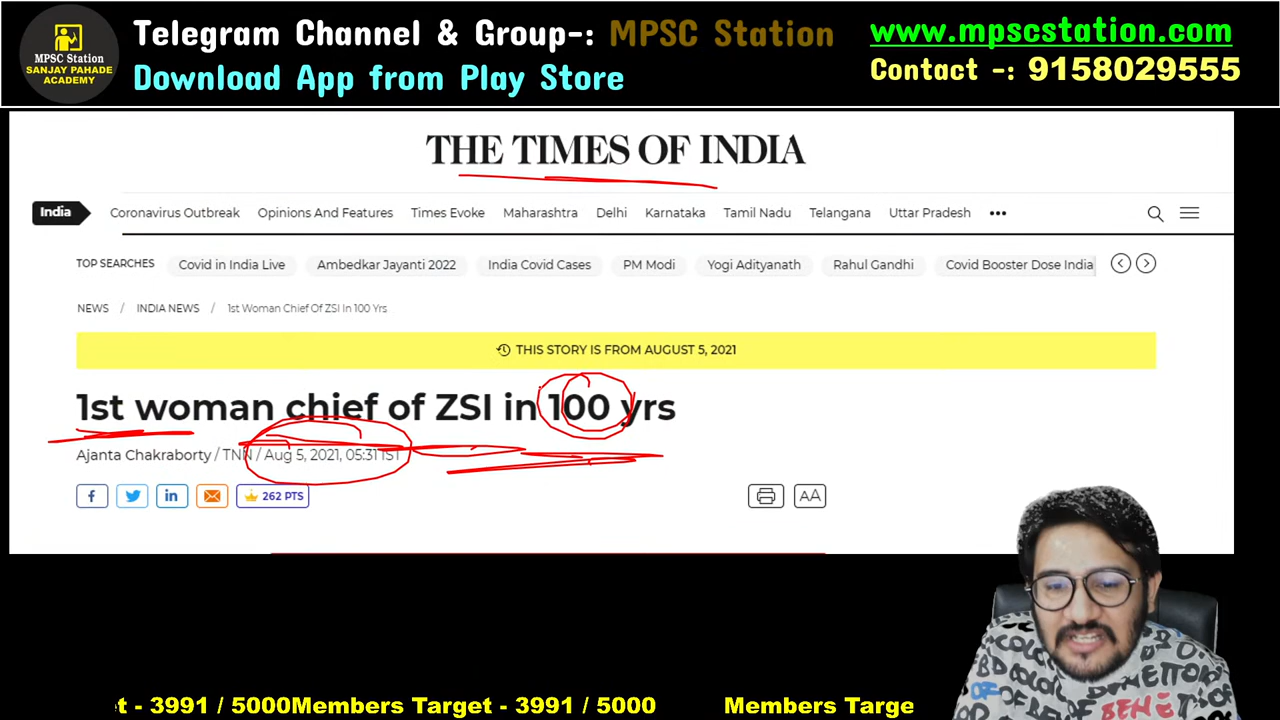 MPSC Station
SANJAY PAHADE
ACADEMY
Telegram Channel & Group-: MPSC Station
Download App from Play Store
www.mpscstation.com
Contact -: 9158029555
THE TIMES OF INDIA
India Coronavirus Outbreak Opinions And Features Times Evoke Maharashtra Delhi Karnataka Tamil Nadu Telangana Uttar Pradesh •••
TOP SEARCHES Covid in India Live Ambedkar Jayanti 2022 India Covid Cases PM Modi Yogi Adityanath Rahul Gandhi Covid Booster Dose India
NEWS / INDIA NEWS / 1st Woman Chief Of ZSI In 100 Yrs
THIS STORY IS FROM AUGUST 5, 2021
1st woman chief of ZSI in 100 yrs
Ajanta Chakraborty / TNN / Aug 5, 2021, 05:31 IST
f in 262 PTS AA
et - 3991 / 5000Members Target - 3991 / 5000 Members Targe